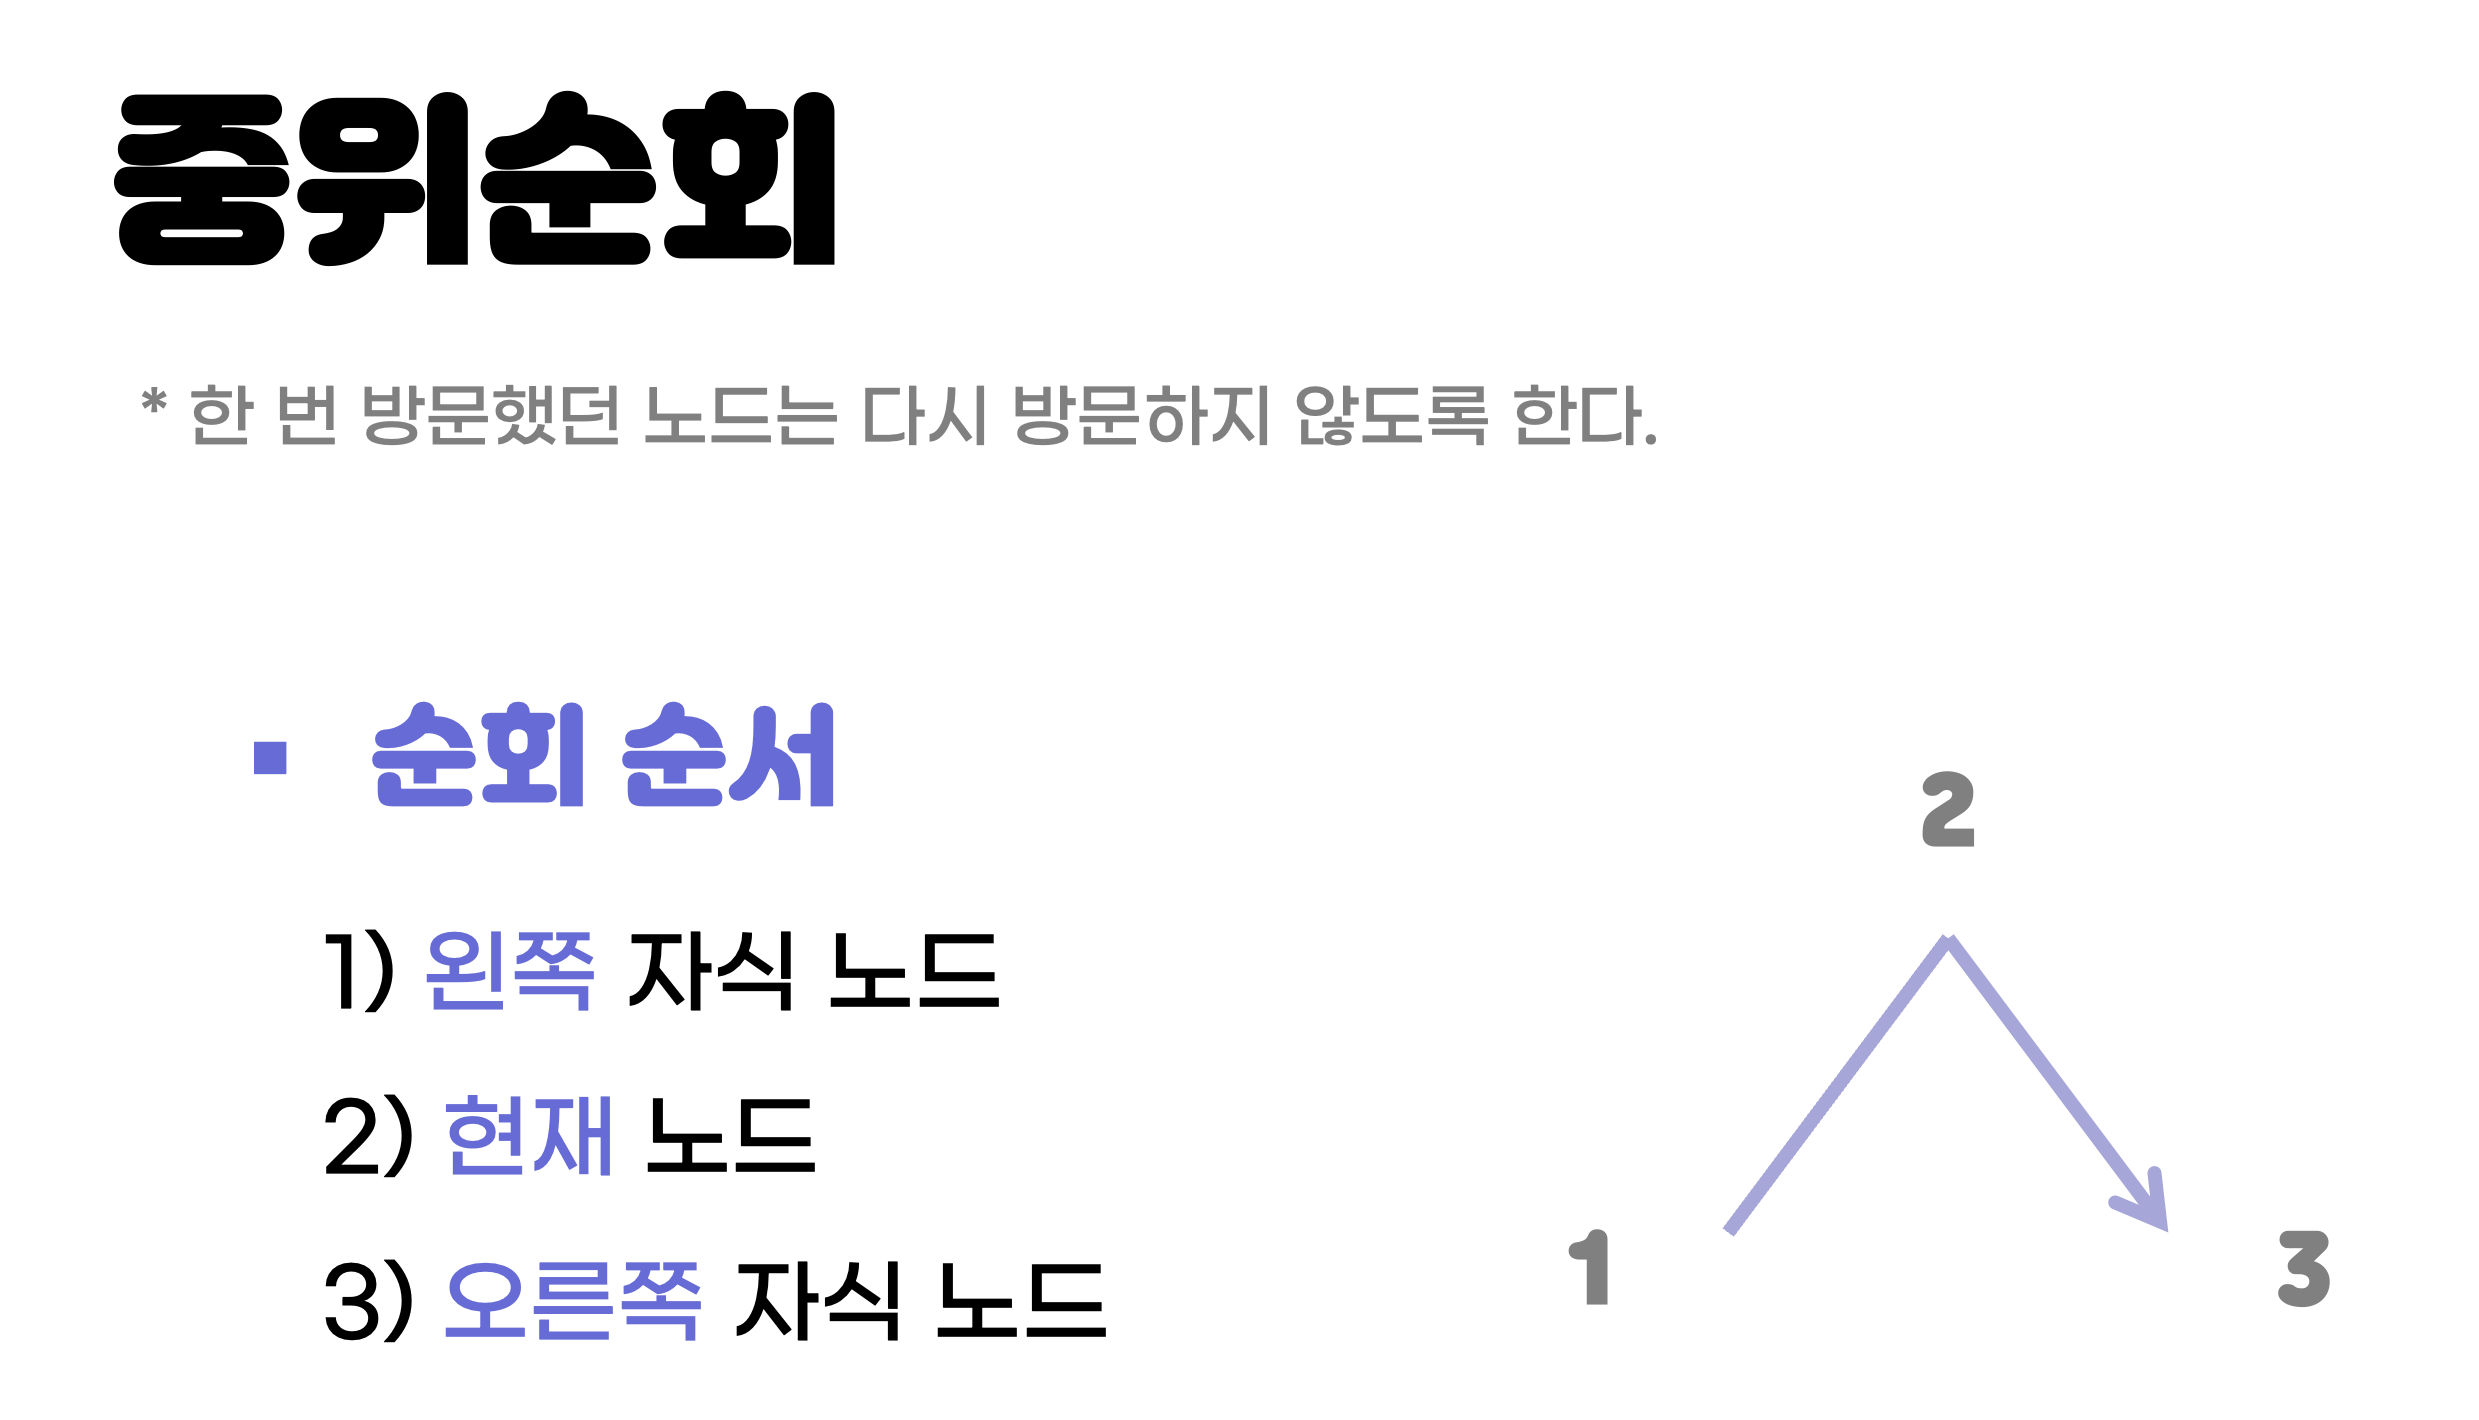 중위순회
* 한 번 방문했던 노드는 다시 방문하지 않도록 한다.
▪ 순회 순서
1) 왼쪽 자식 노드
2) 현재 노드
3) 오른쪽 자식 노드
2
1
3